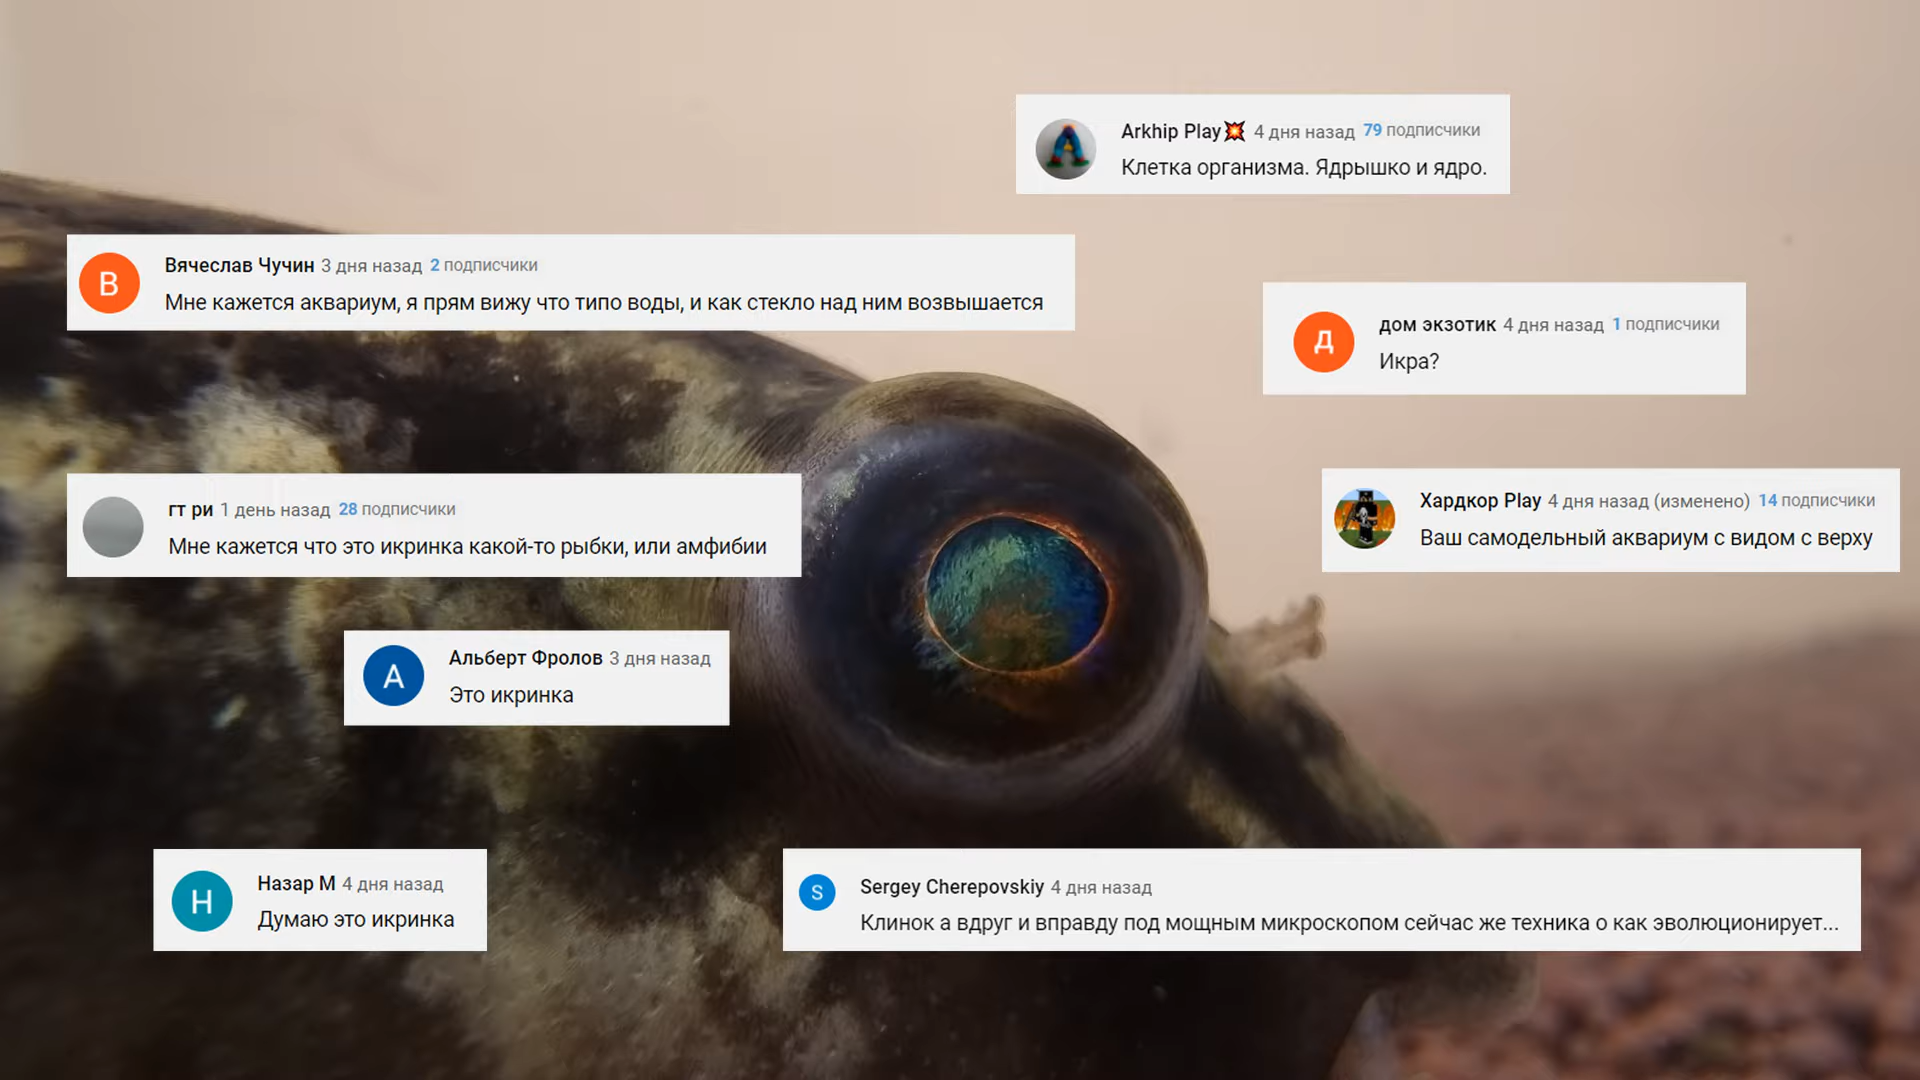 Arkhip Play💥 4 дня назад 79 подписчики
Клетка организма. Ядрышко и ядро.
В
Вячеслав Чучин 3 дня назад 2 подписчики
Мне кажется аквариум, я прям вижу что типо воды, и как стекло над ним возвышается
Д
дом экзотик 4 дня назад 1 подписчики
Икра?
гт ри 1 день назад 28 подписчики
Мне кажется что это икринка какой-то рыбки, или амфибии
Хардкор Play 4 дня назад (изменено) 14 подписчики
Ваш самодельный аквариум с видом с верху
А
Альберт Фролов 3 дня назад
Это икринка
Н
Назар М 4 дня назад
Думаю это икринка
S
Sergey Cherepovskiy 4 дня назад
Клинок а вдруг и вправду под мощным микроскопом сейчас же техника о как эволюционирует...